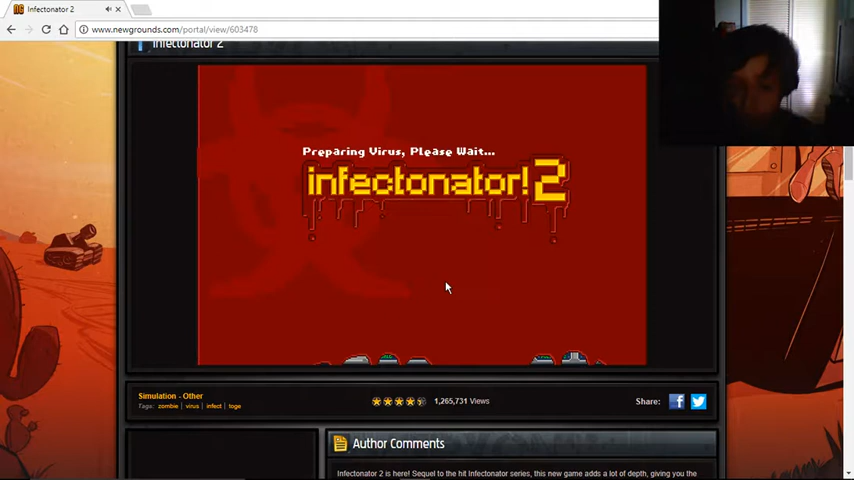 Infectonator 2
www.newgrounds.com/portal/view/603478
Infectonator 2
Preparing Virus, Please Wait...
infectonator! 2
Simulation - Other
Tags: zombie | virus | infect | toge
1,265,731 Views
Share:
Author Comments
Infectonator 2 is here! Sequel to the hit Infectonator series, this new game adds a lot of depth, giving you the